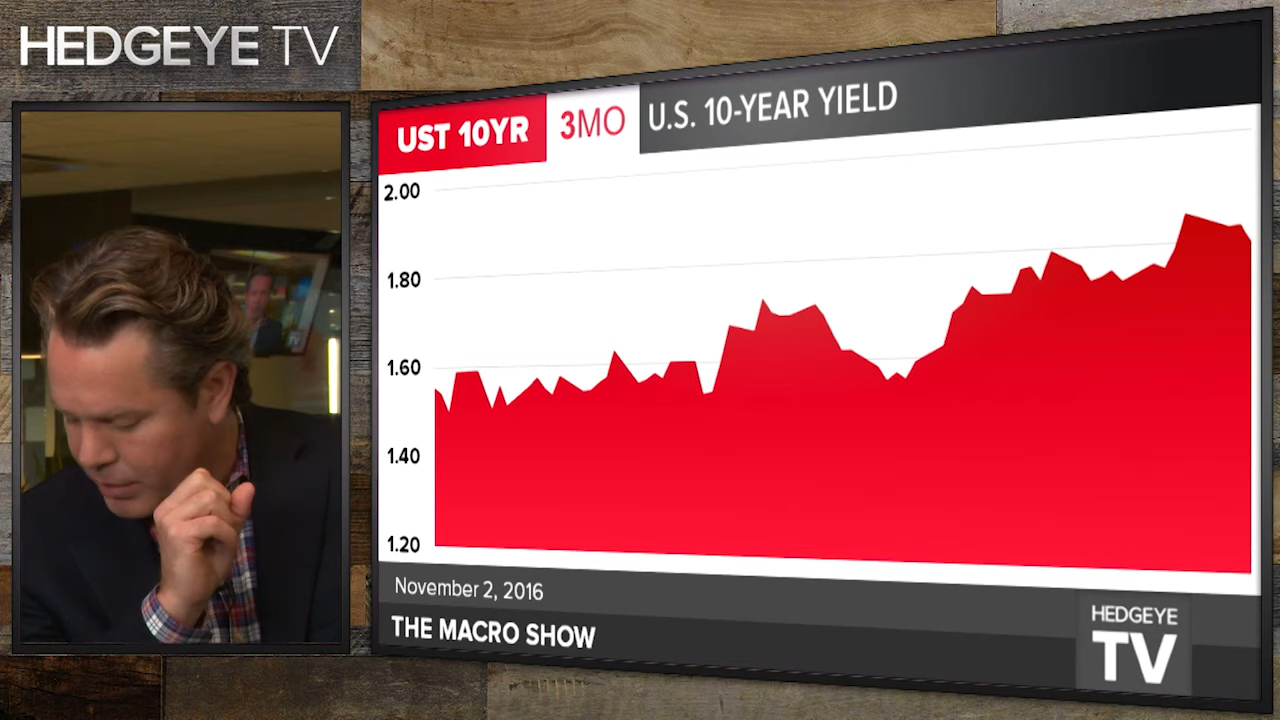 HEDGEYE TV
UST 10YR 3MO U.S. 10-YEAR YIELD
2.00
1.80
1.60
1.40
1.20
November 2, 2016
THE MACRO SHOW
HEDGEYE
TV